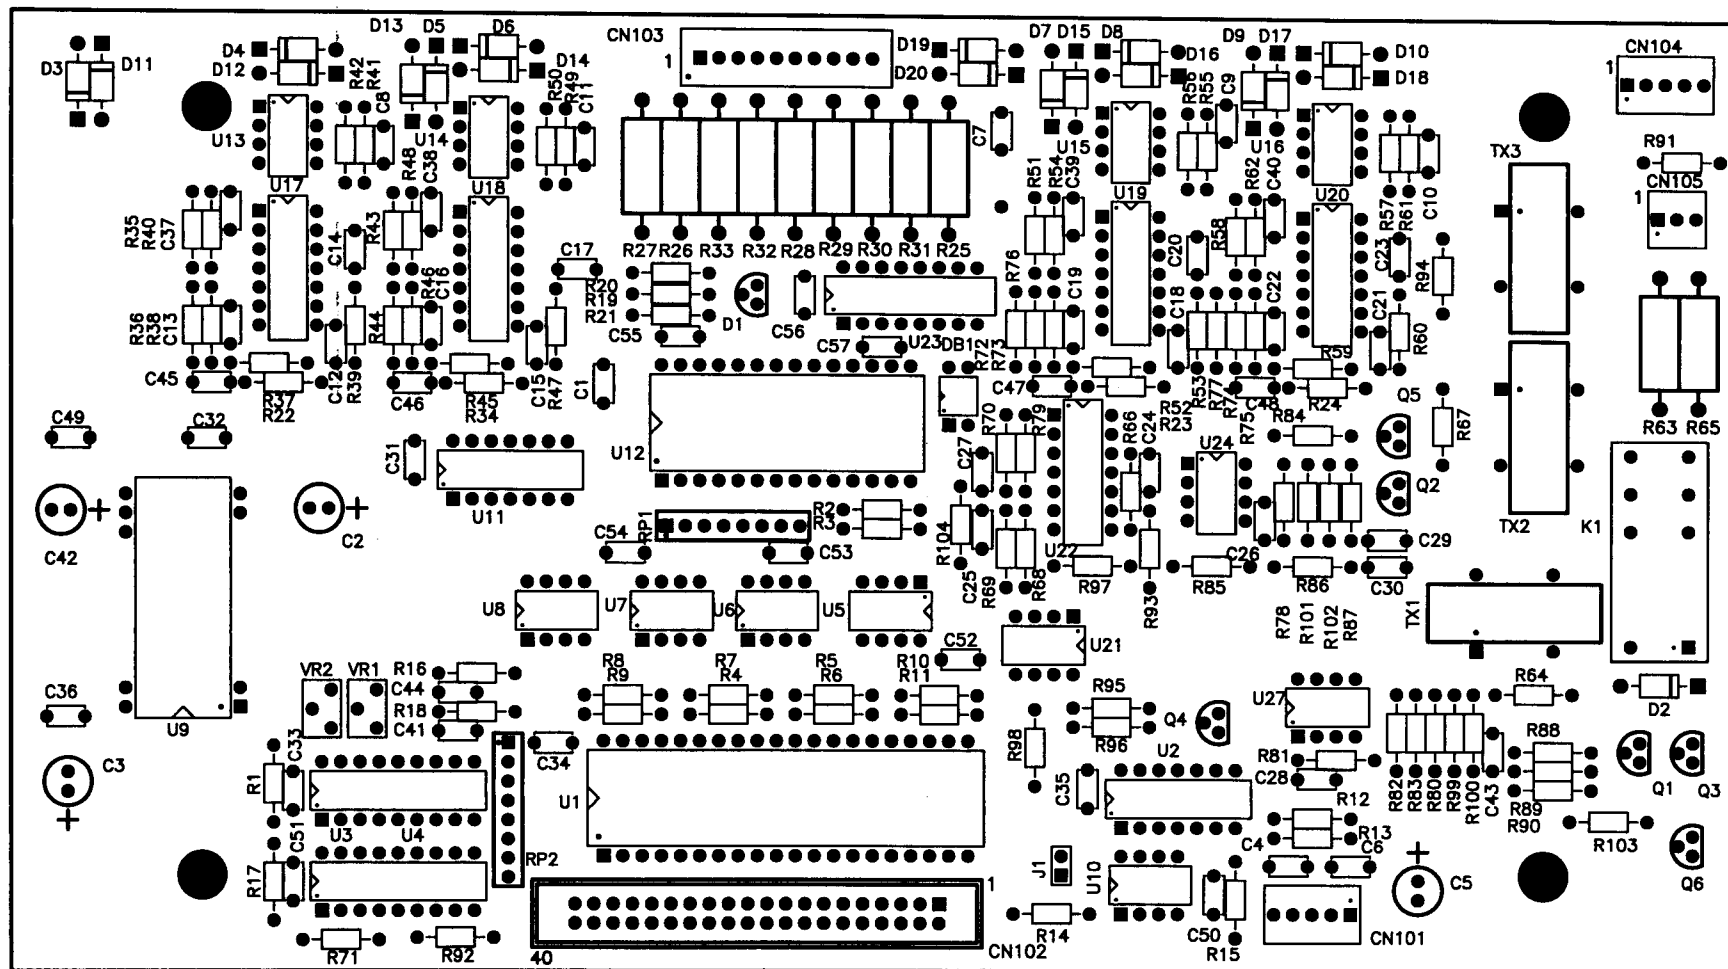 D3
D11
D4
D12
D13
D5
D6
D14
CN103
1
D19
D20
D7
D15
D8
D16
D9
D17
D10
D18
CN104
1
R42
R41
C8
R50
R49
C11
C7
R56
R55
C9
U13
U14
U15
U16
R91
TX3
CN105
1
U17
R48
C38
U18
R51
R54
C39
U19
R62
C40
U20
R57
R61
C10
R35
R40
C37
C14
R43
R46
C16
C17
R27
R26
R33
R32
R28
R29
R30
R31
R25
R76
C19
C20
R58
C18
C22
C23
C21
R94
R20
R19
R21
C55
D1
C56
C57
U23
DB1
R72
R73
R36
R38
C13
R44
C12
R39
C15
R47
C1
C45
R37
R22
C46
R45
R34
C47
R52
R23
R53
R77
R74
C48
R59
R24
R60
R63
R65
C49
C32
C31
U12
R70
R79
R66
C24
U24
R75
R84
Q5
R67
C27
Q2
TX2
K1
C42
C2
U11
RP1
R2
R3
C54
C53
R104
C25
R69
R68
U22
R97
R93
R85
C26
R86
C29
C30
U8
U7
U6
U5
U21
R78
R101
R102
R87
TX1
C52
VR2
VR1
R16
C44
R18
C41
R8
R9
R7
R4
R5
R6
R10
R11
R95
R96
Q4
U27
R64
D2
C36
U9
C3
C33
R1
C34
U1
R98
C35
U2
R81
C28
R12
R82
R83
R80
R99
R100
C43
R88
R89
R90
Q1
Q3
C51
U3
U4
RP2
R17
J1
U10
C4
R13
C6
C5
R103
Q6
1
R71
R92
40
CN102
R14
C50
R15
CN101